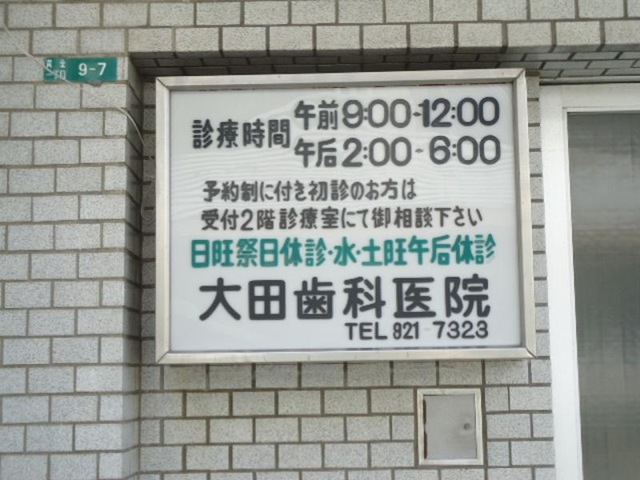 9-7
診療時間
午前9:00-12:00
午后2:00-6:00
予約制に付き初診のお方は
受付2階診療室にて御相談下さい
日旺祭日休診・水・土旺午后休診
大田歯科医院
TEL 821-7323